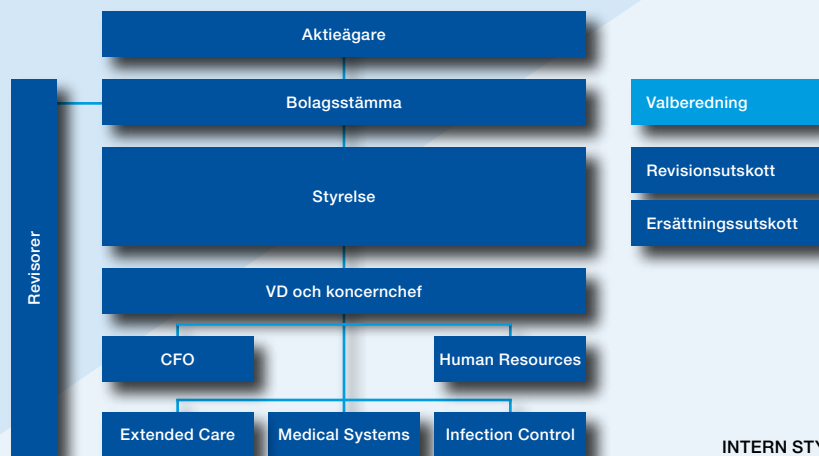 Aktieägare
Bolagsstämma
Valberedning
Styrelse
Revisionsutskott
Ersättningssutskott
Revisorer
VD och koncernchef
CFO
Human Resources
Extended Care
Medical Systems
Infection Control
INTERN STY